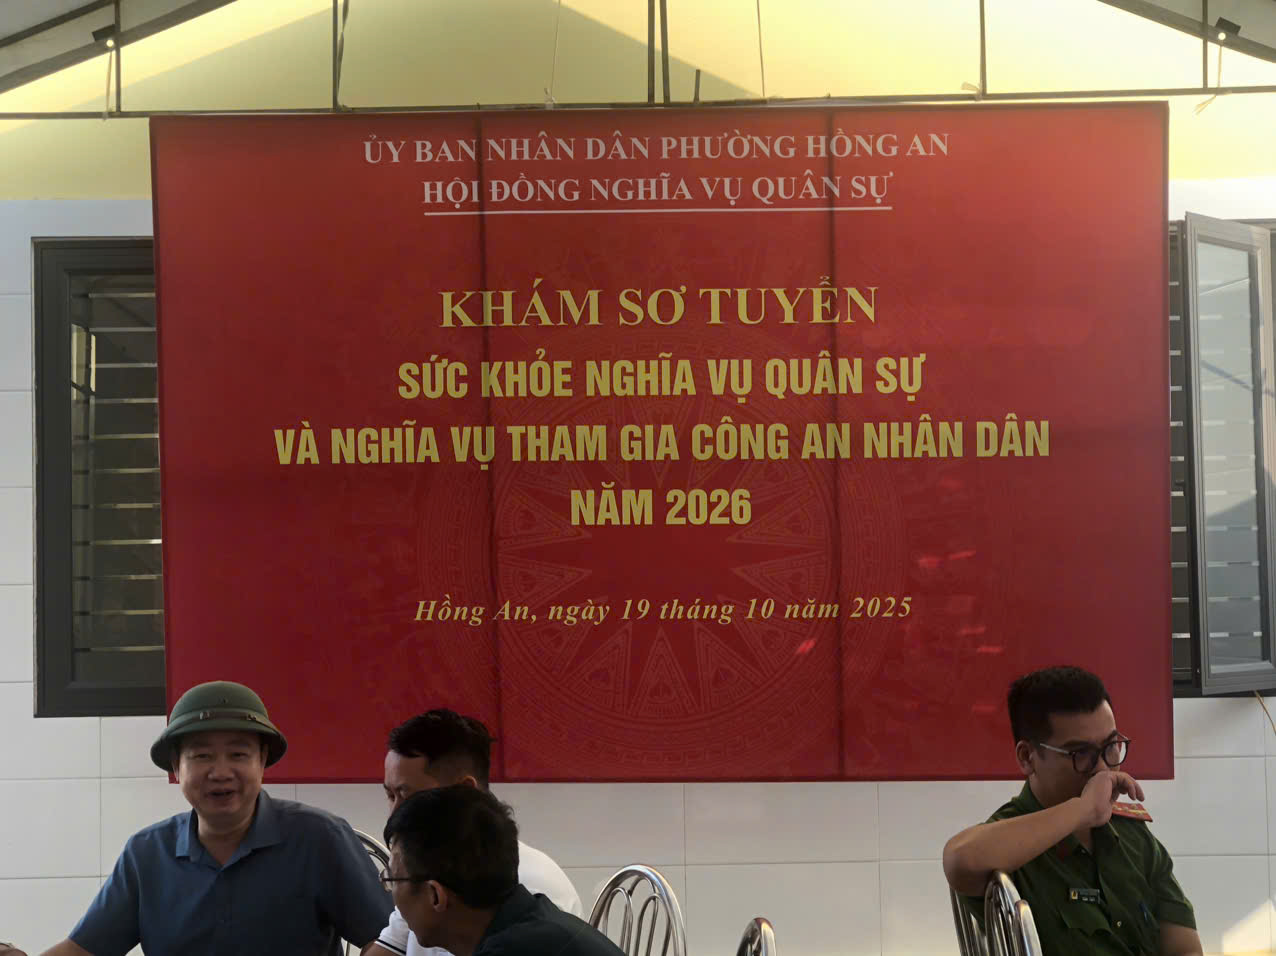 ỦY BAN NHÂN DÂN PHƯỜNG HỒNG AN
HỘI ĐỒNG NGHĨA VỤ QUÂN SỰ
KHÁM SƠ TUYỂN
SỨC KHỎE NGHĨA VỤ QUÂN SỰ
VÀ NGHĨA VỤ THAM GIA CÔNG AN NHÂN DÂN
NĂM 2026
Hồng An, ngày 19 tháng 10 năm 2025